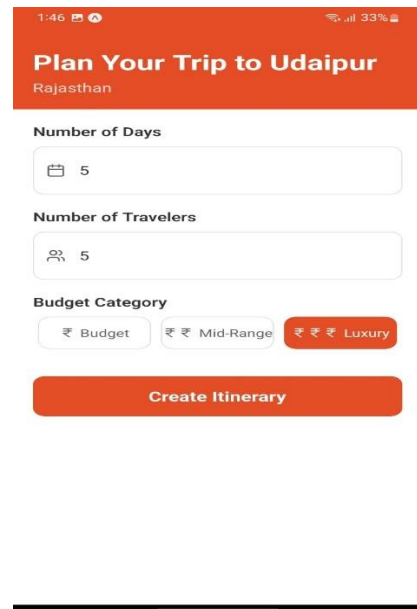 1:46 33%
Plan Your Trip to Udaipur
Rajasthan
Number of Days
5
Number of Travelers
5
Budget Category
₹ Budget ₹ ₹ Mid-Range ₹ ₹ ₹ Luxury
Create Itinerary